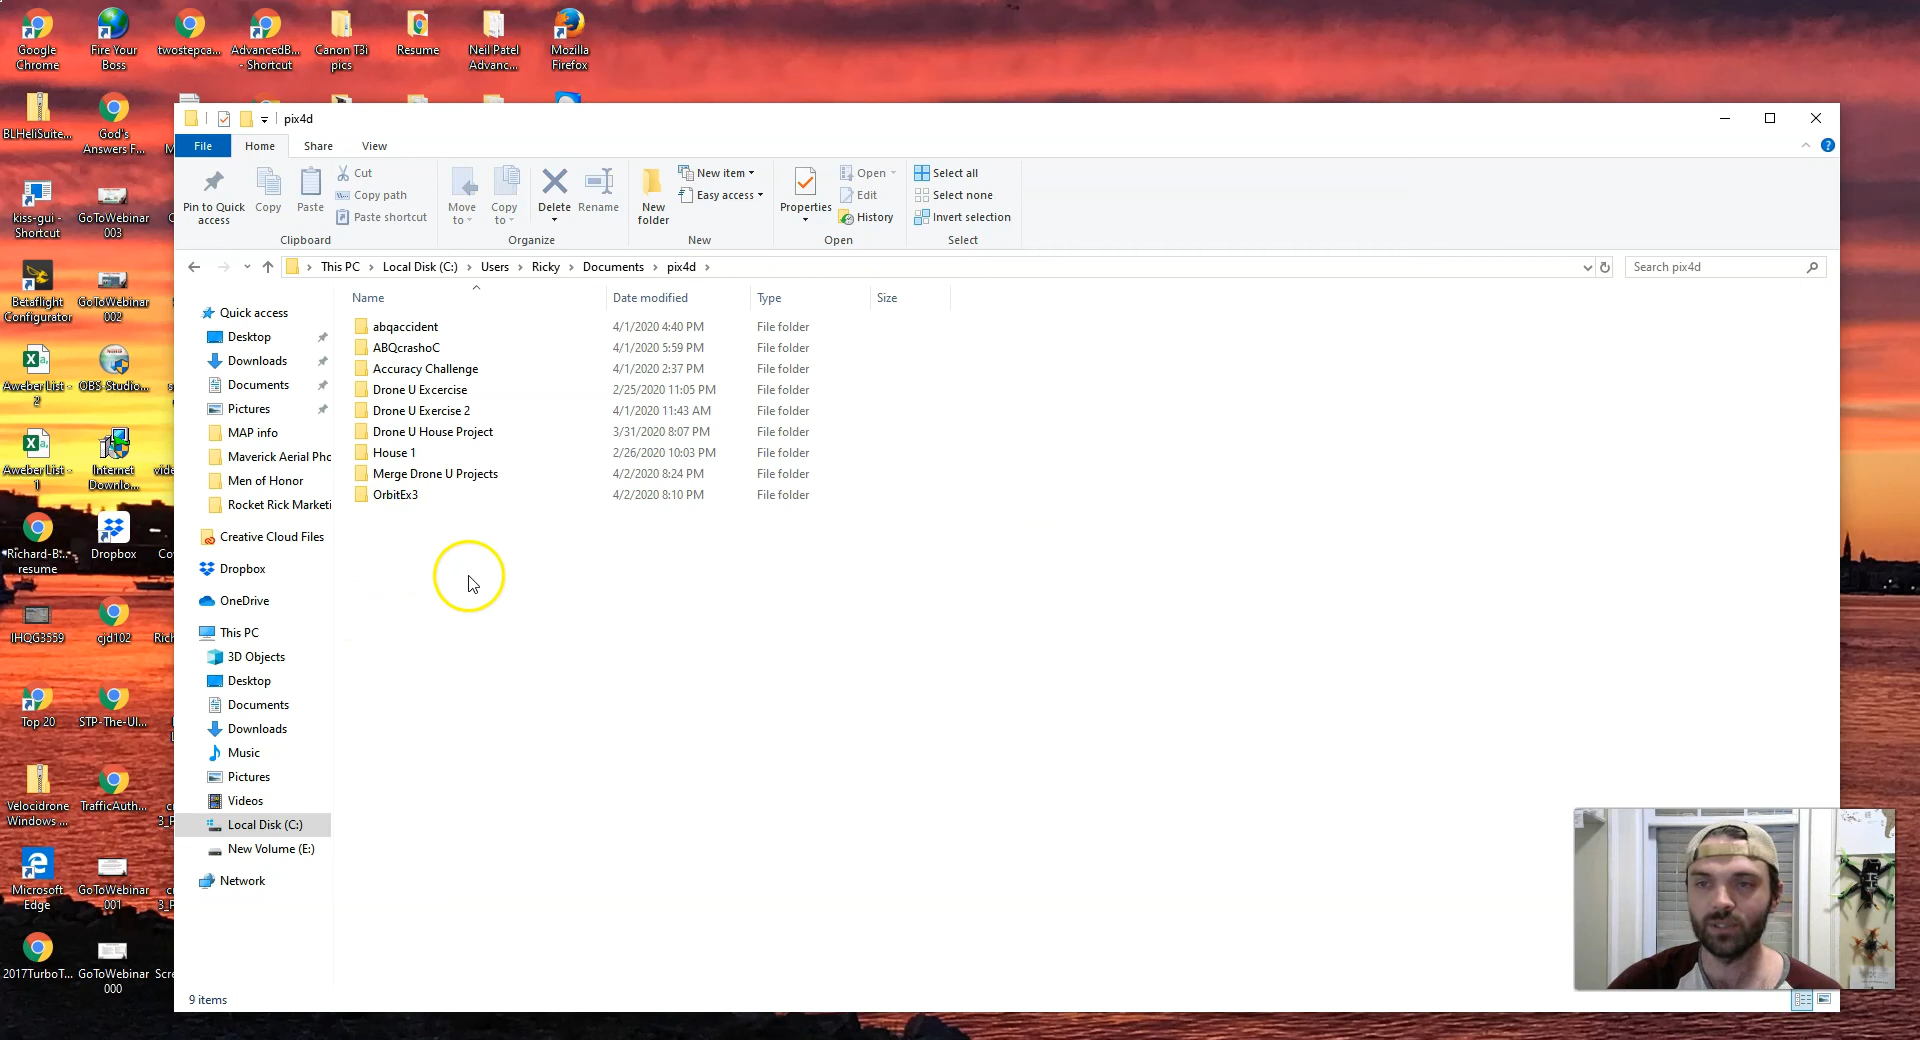 Google Chrome
Fire Your Boss
twostepca...
AdvancedB... - Shortcut
Canon T3i pics
Resume
Neil Patel Advanc...
Mozilla Firefox
BLHeliSuite...
God's Answers F...
kiss-gui - Shortcut
GoToWebinar 003
Betaflight Configurator
GoToWebinar 002
Aweber List - 2
OBS-Studio...
Aweber List - 1
Internet Downlo...
Richard-B... resume
Dropbox
IHQG3559
cjd102
Top 20
STP-The-Ul...
Velocidrone Windows ...
TrafficAuth...
Microsoft Edge
GoToWebinar 001
2017TurboT...
GoToWebinar 000
pix4d
File Home Share View
Pin to Quick access
Copy
Paste
Cut
Copy path
Paste shortcut
Clipboard
Move to
Copy to
Delete
Rename
Organize
New folder
New item
Easy access
New
Properties
Open
Edit
History
Open
Select all
Select none
Invert selection
Select
This PC > Local Disk (C:) > Users > Ricky > Documents > pix4d >
Search pix4d
Name Date modified Type Size
abqaccident 4/1/2020 4:40 PM File folder
ABQcrashoC 4/1/2020 5:59 PM File folder
Accuracy Challenge 4/1/2020 2:37 PM File folder
Drone U Excercise 2/25/2020 11:05 PM File folder
Drone U Exercise 2 4/1/2020 11:43 AM File folder
Drone U House Project 3/31/2020 8:07 PM File folder
House 1 2/26/2020 10:03 PM File folder
Merge Drone U Projects 4/2/2020 8:24 PM File folder
OrbitEx3 4/2/2020 8:10 PM File folder
Quick access
Desktop
Downloads
Documents
Pictures
MAP info
Maverick Aerial Phc
Men of Honor
Rocket Rick Marketi
Creative Cloud Files
Dropbox
OneDrive
This PC
3D Objects
Desktop
Documents
Downloads
Music
Pictures
Videos
Local Disk (C:)
New Volume (E:)
Network
9 items